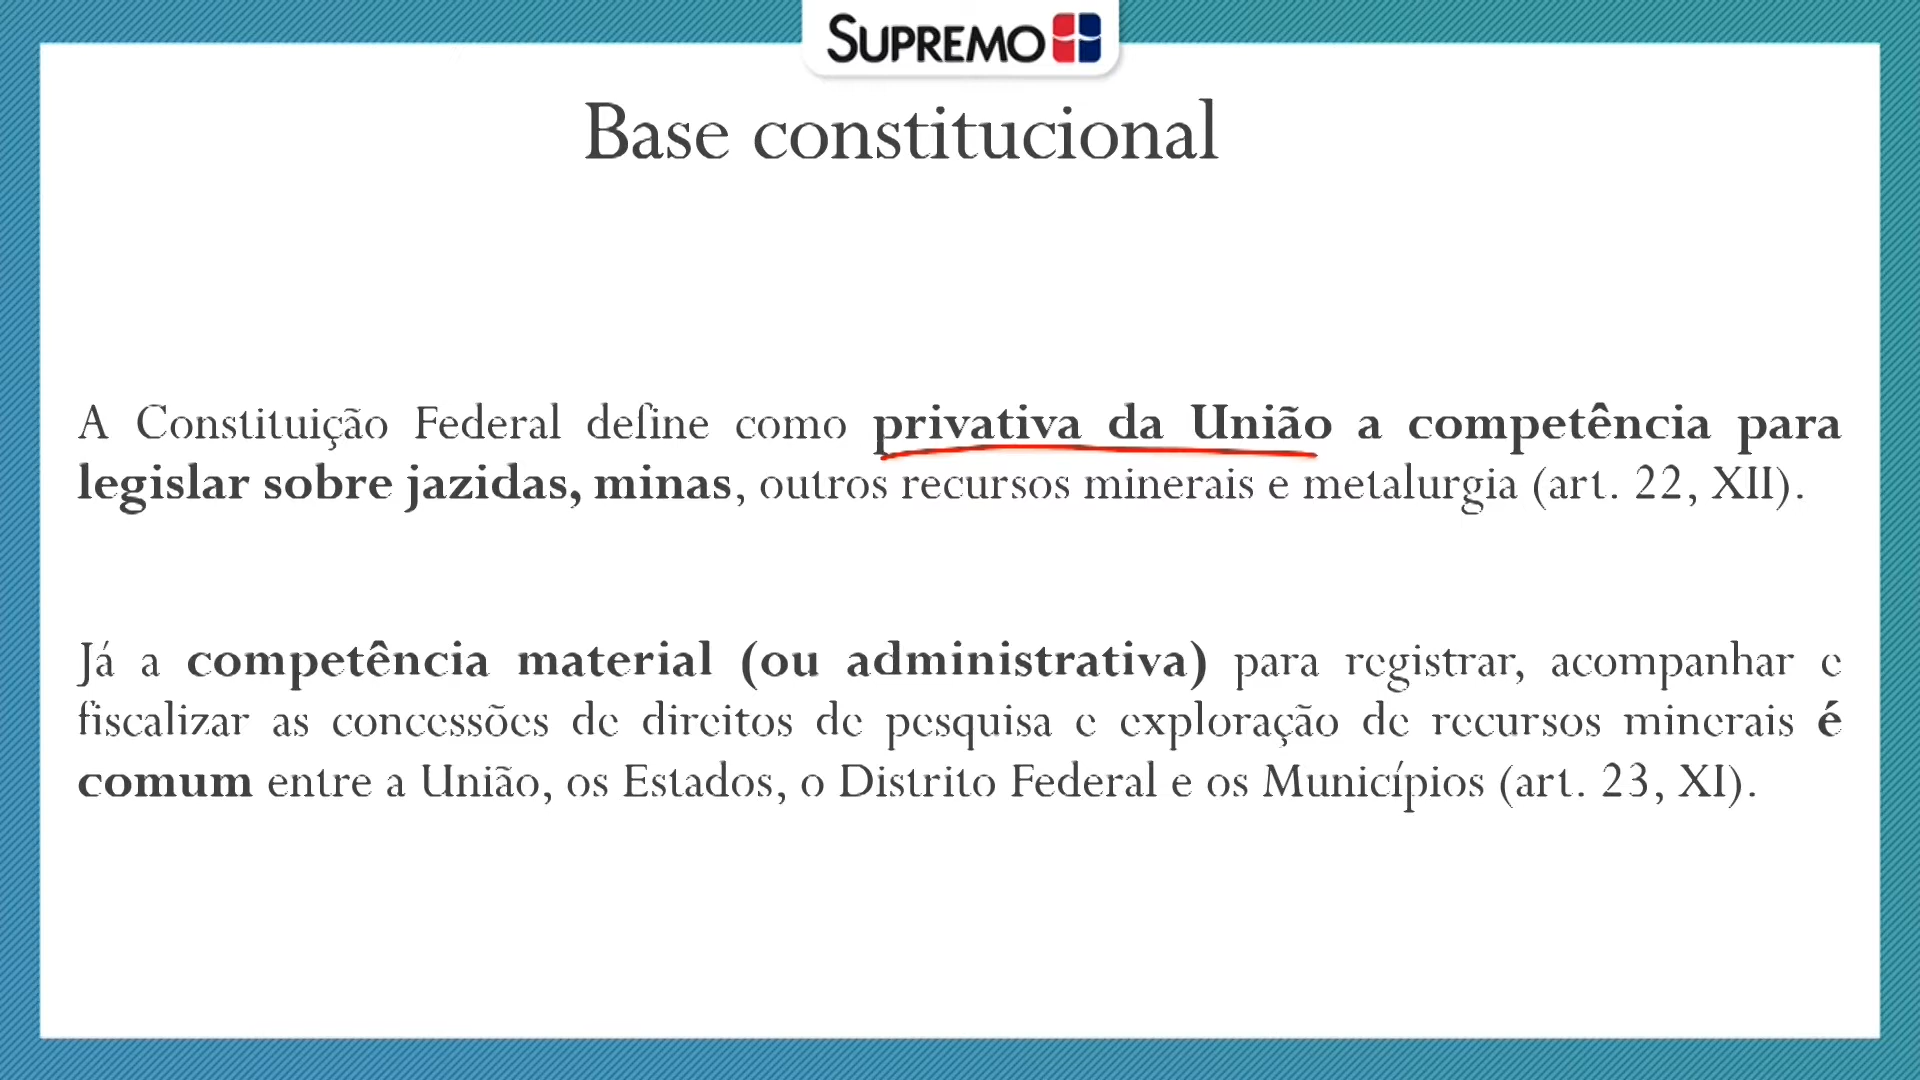 SUPREMO
Base constitucional
A Constituição Federal define como privativa da União a competência para
legislar sobre jazidas, minas, outros recursos minerais e metalurgia (art. 22, XII).
Já a competência material (ou administrativa) para registrar, acompanhar e
fiscalizar as concessões de direitos de pesquisa e exploração de recursos minerais é
comum entre a União, os Estados, o Distrito Federal e os Municípios (art. 23, XI).